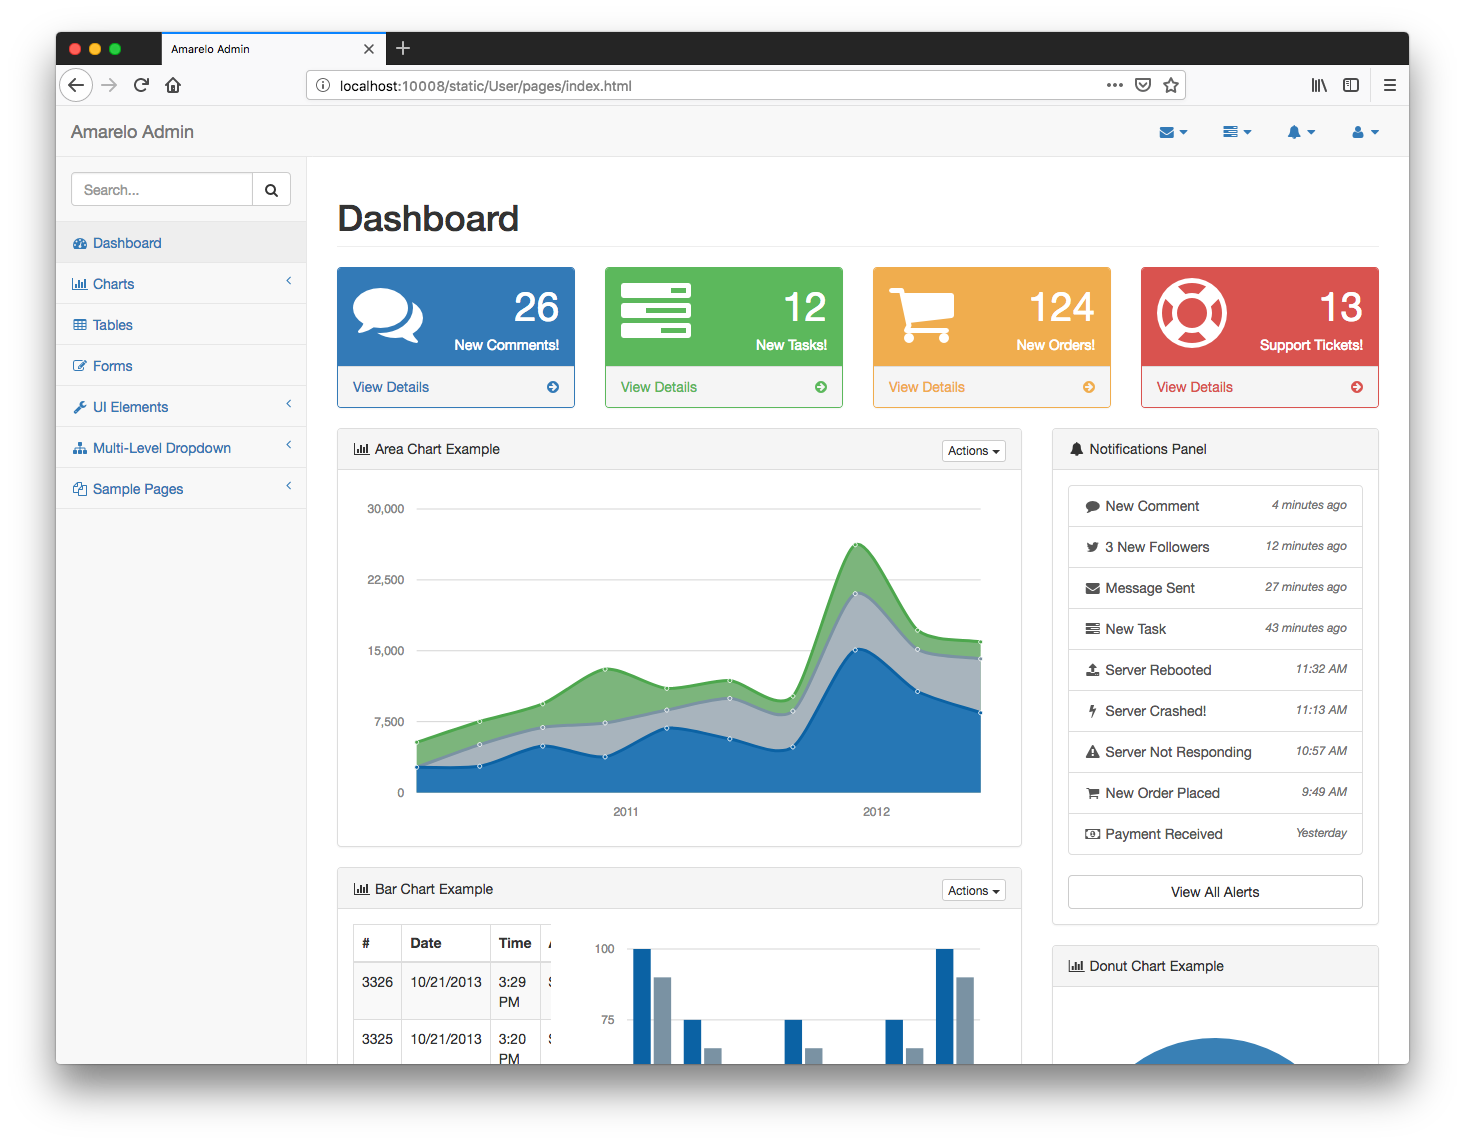 Amarelo Admin
localhost:10008/static/User/pages/index.html
Amarelo Admin
Search...
Dashboard
Charts
Tables
Forms
UI Elements
Multi-Level Dropdown
Sample Pages
Dashboard
26
New Comments!
View Details
12
New Tasks!
View Details
124
New Orders!
View Details
13
Support Tickets!
View Details
Area Chart Example
Actions
30,000
22,500
15,000
7,500
0
2011
2012
Notifications Panel
New Comment 4 minutes ago
3 New Followers 12 minutes ago
Message Sent 27 minutes ago
New Task 43 minutes ago
Server Rebooted 11:32 AM
Server Crashed! 11:13 AM
Server Not Responding 10:57 AM
New Order Placed 9:49 AM
Payment Received Yesterday
View All Alerts
Bar Chart Example
Actions
# Date Time
3326 10/21/2013 3:29
PM
3325 10/21/2013 3:20
PM
100
75
Donut Chart Example